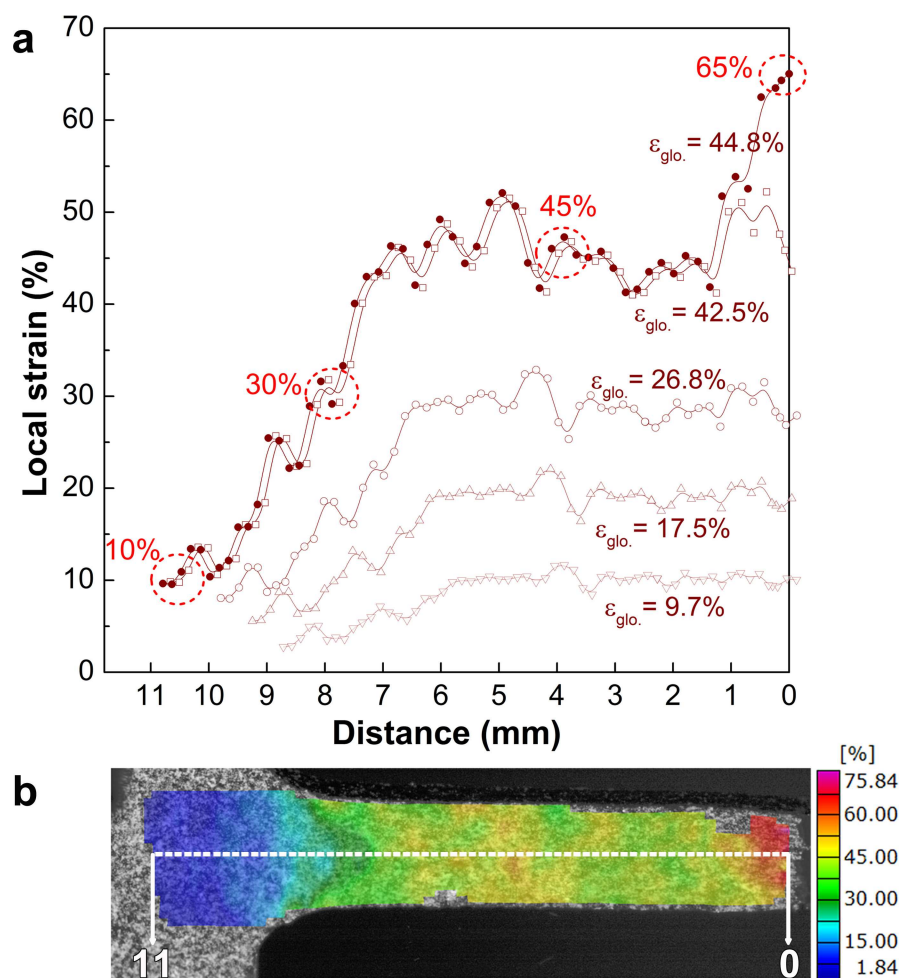 a
70
60
50
40
30
20
10
0
Local strain (%)
65%
εglo.= 44.8%
45%
εglo.= 42.5%
30%
εglo.= 26.8%
εglo.= 17.5%
10%
εglo.= 9.7%
11 10 9 8 7 6 5 4 3 2 1 0
Distance (mm)
b
[%]
75.84
60.00
45.00
30.00
15.00
1.84
11
0